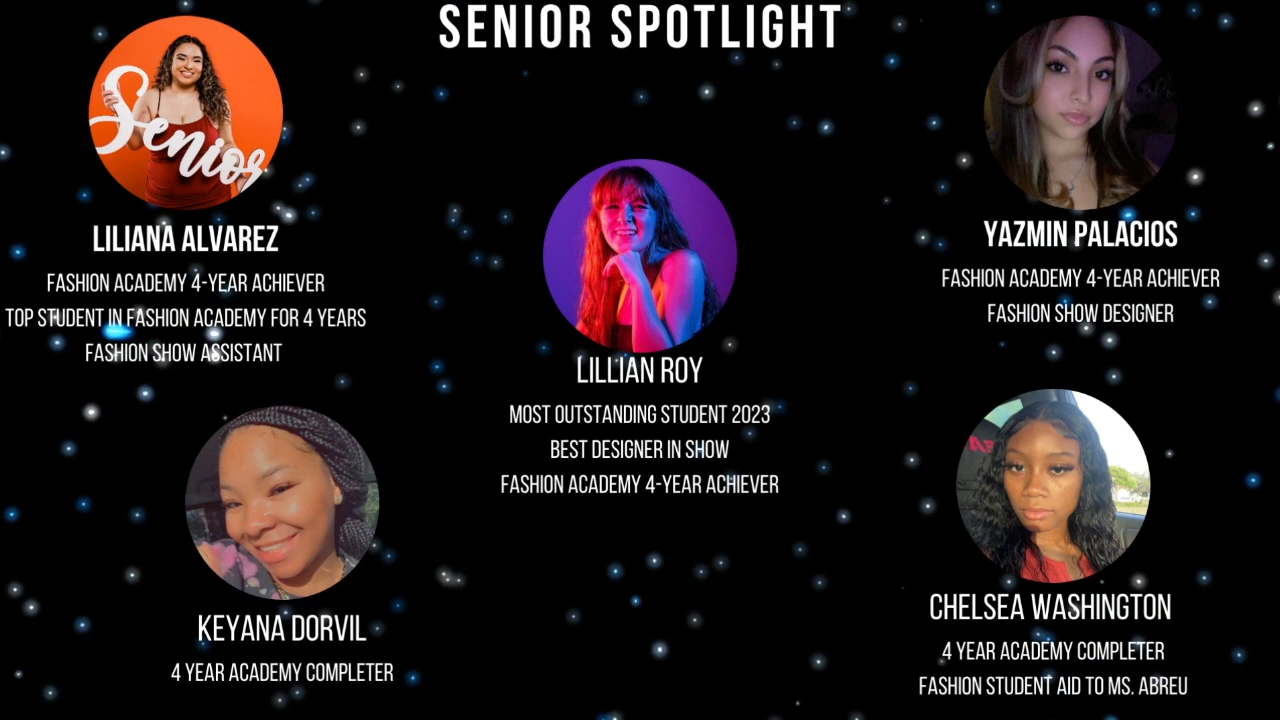 SENIOR SPOTLIGHT
Senior
LILIANA ALVAREZ
FASHION ACADEMY 4-YEAR ACHIEVER
TOP STUDENT IN FASHION ACADEMY FOR 4 YEARS
FASHION SHOW ASSISTANT
YAZMIN PALACIOS
FASHION ACADEMY 4-YEAR ACHIEVER
FASHION SHOW DESIGNER
LILLIAN ROY
MOST OUTSTANDING STUDENT 2023
BEST DESIGNER IN SHOW
FASHION ACADEMY 4-YEAR ACHIEVER
KEYANA DORVIL
4 YEAR ACADEMY COMPLETER
CHELSEA WASHINGTON
4 YEAR ACADEMY COMPLETER
FASHION STUDENT AID TO MS. ABREU